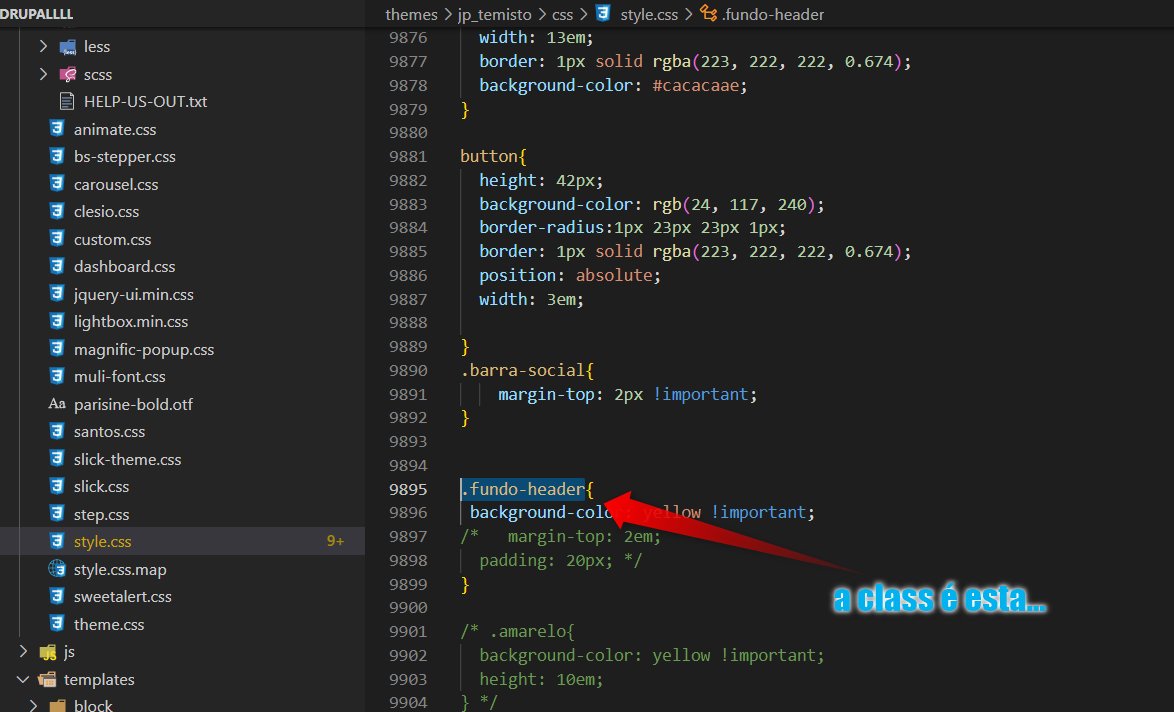 DRUPALLLL
less
scss
HELP-US-OUT.txt
animate.css
bs-stepper.css
carousel.css
clesio.css
custom.css
dashboard.css
jquery-ui.min.css
lightbox.min.css
magnific-popup.css
muli-font.css
Aa parisine-bold.otf
santos.css
slick-theme.css
slick.css
step.css
style.css 9+
style.css.map
sweetalert.css
theme.css
JS js
templates
block
themes > jp_temisto > css > style.css > .fundo-header
9876 width: 13em;
9877 border: 1px solid rgba(223, 222, 222, 0.674);
9878 background-color: #cacacaae;
9879 }
9880
9881 button{
9882 height: 42px;
9883 background-color: rgb(24, 117, 240);
9884 border-radius:1px 23px 23px 1px;
9885 border: 1px solid rgba(223, 222, 222, 0.674);
9886 position: absolute;
9887 width: 3em;
9888
9889 }
9890 .barra-social{
9891 margin-top: 2px !important;
9892 }
9893
9894
9895 .fundo-header{
9896 background-color: yellow !important;
9897 /* margin-top: 2em;
9898 padding: 20px; */
9899 }
9900
9901 /* .amarelo{
9902 background-color: yellow !important;
9903 height: 10em;
9904 } */
a class é esta...